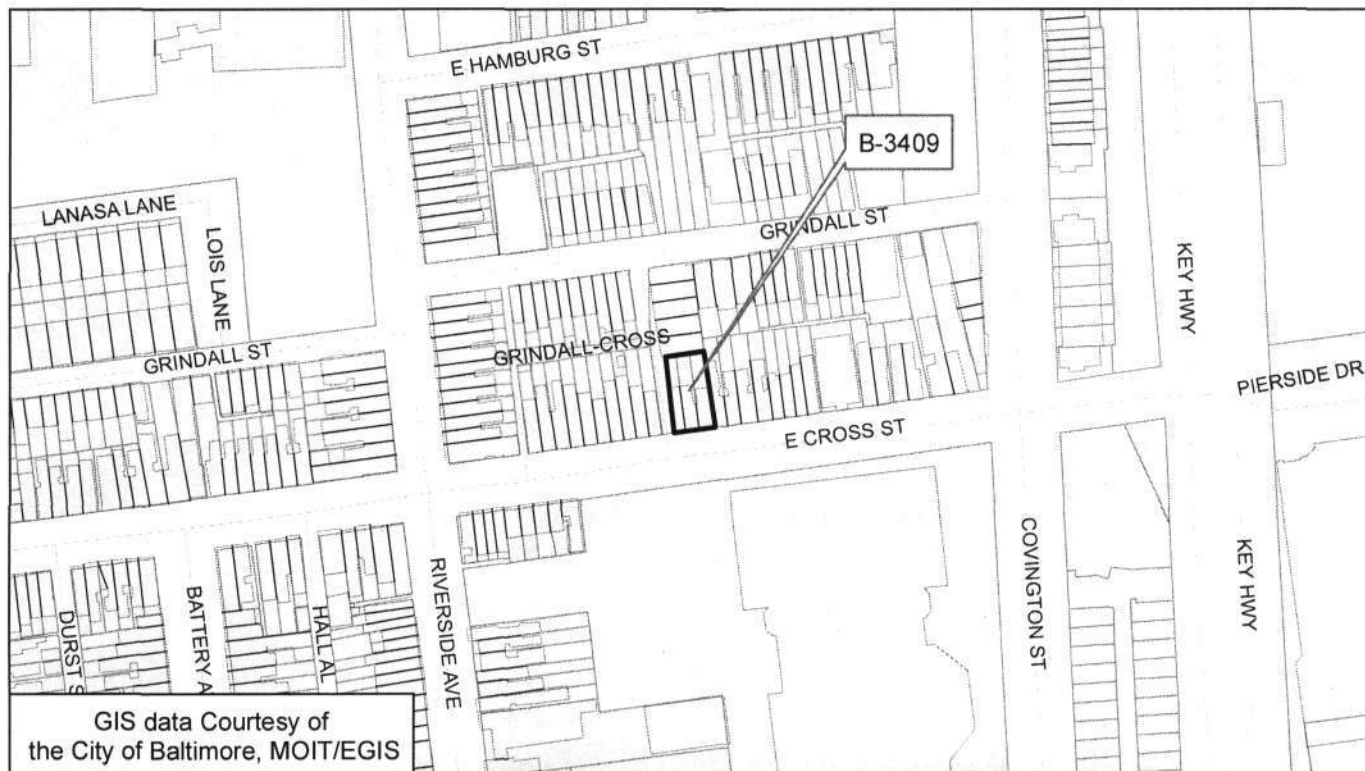 E HAMBURG ST
B-3409
LANASA LANE
LOIS LANE
GRINDALL ST
KEY HWY
GRINDALL-CROSS
GRINDALL ST
PIERSIDE DR
E CROSS ST
DURST S
BATTERY A
HALL AL
RIVERSIDE AVE
COVINGTON ST
KEY HWY
GIS data Courtesy of
the City of Baltimore, MOIT/EGIS